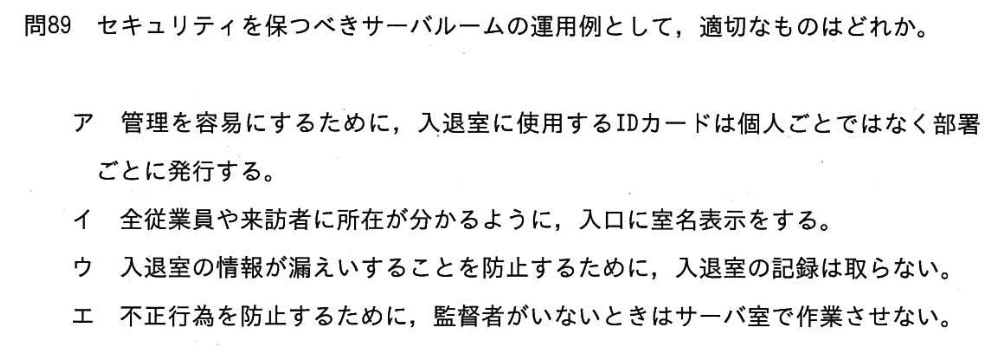 問89 セキュリティを保つべきサーバルームの運用例として，適切なものはどれか。
ア 管理を容易にするために，入退室に使用するIDカードは個人ごとではなく部署
ごとに発行する。
イ 全従業員や来訪者に所在が分かるように，入口に室名表示をする。
ウ 入退室の情報が漏えいすることを防止するために，入退室の記録は取らない。
エ 不正行為を防止するために，監督者がいないときはサーバ室で作業させない。